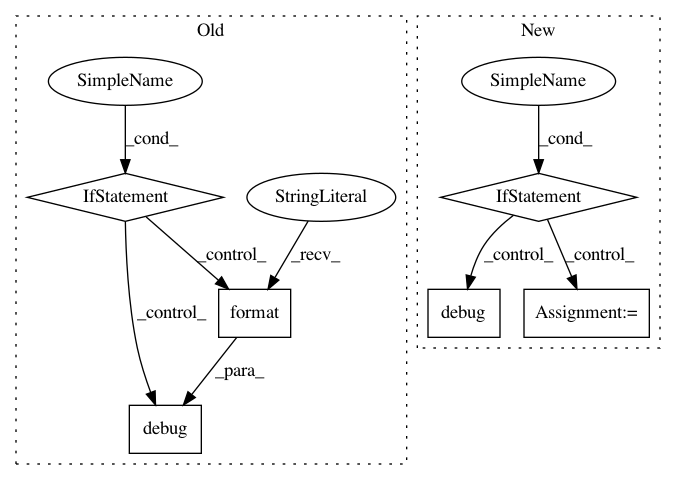 Old
New
SimpleName
SimpleName
_cond_
_cond_
IfStatement
StringLiteral
IfStatement
_control_
_recv_
_control_
_control_
_control_
format
debug
Assignment:=
_para_
debug